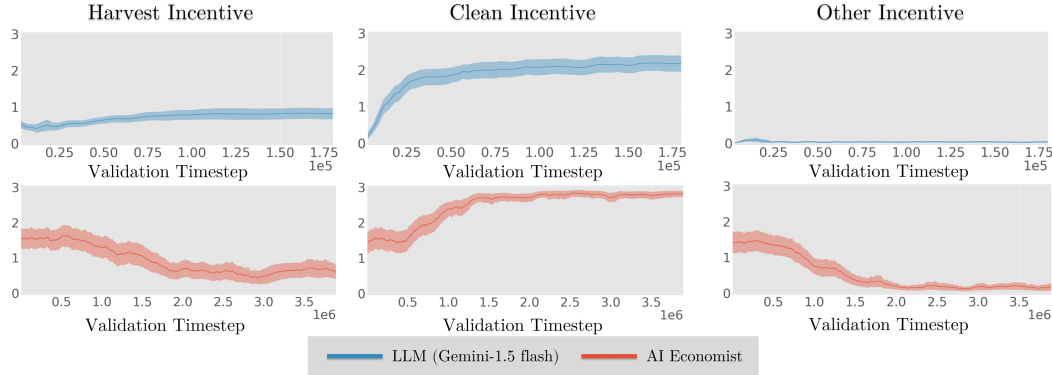 Harvest Incentive Clean Incentive Other Incentive
3 3 3
2 2 2
1 1 1
0 0 0
0.25 0.50 0.75 1.00 1.25 1.50 1.75 0.25 0.50 0.75 1.00 1.25 1.50 1.75 0.25 0.50 0.75 1.00 1.25 1.50 1.75
Validation Timestep 1e5 Validation Timestep 1e5 Validation Timestep 1e5
3 3 3
2 2 2
1 1 1
0 0 0
0.5 1.0 1.5 2.0 2.5 3.0 3.5 0.5 1.0 1.5 2.0 2.5 3.0 3.5 0.5 1.0 1.5 2.0 2.5 3.0 3.5
1e6 1e6 1e6
Validation Timestep Validation Timestep Validation Timestep
LLM (Gemini-1.5 flash) AI Economist